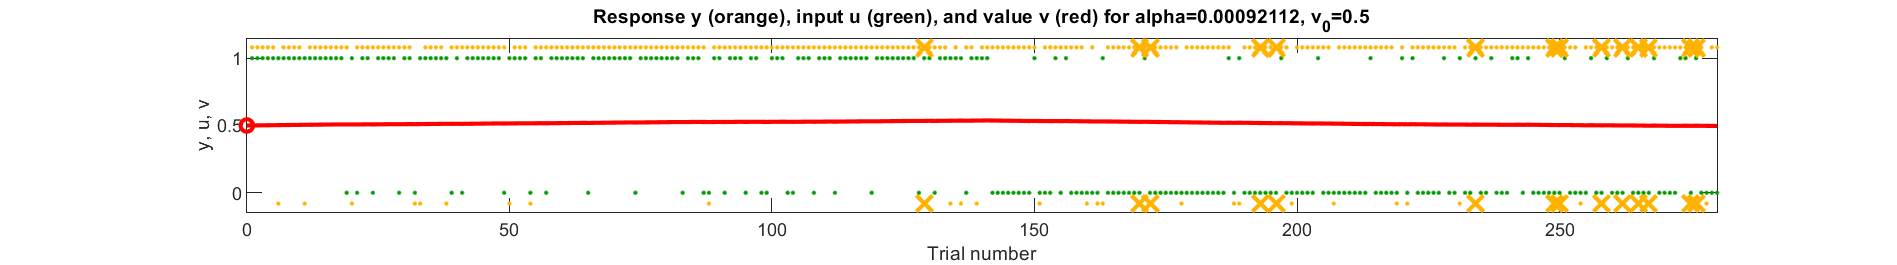 Response y (orange), input u (green), and value v (red) for alpha=0.00092112, v0=0.5
y, u, v
1
0.5
0
0 50 100 150 200 250
Trial number